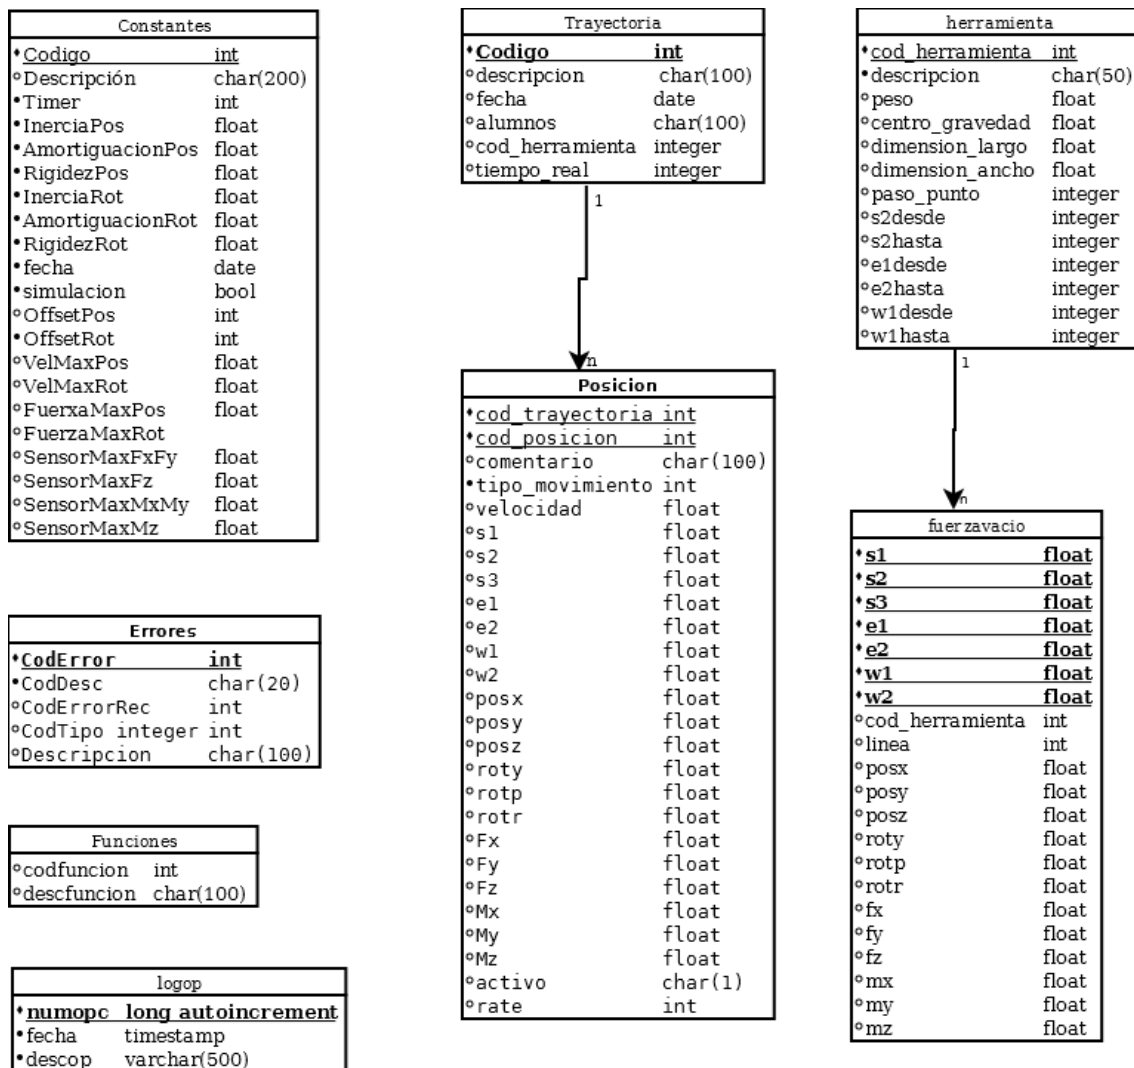 Constantes
Codigo int
Descripción char(200)
Timer int
InerciaPos float
AmortiguacionPos float
RigidezPos float
InerciaRot float
AmortiguacionRot float
RigidezRot float
fecha date
simulacion bool
OffsetPos int
OffsetRot int
VelMaxPos float
VelMaxRot float
FuerxaMaxPos float
FuerzaMaxRot
SensorMaxFxFy float
SensorMaxFz float
SensorMaxMxMy float
SensorMaxMz float
Errores
CodError int
CodDesc char(20)
CodErrorRec int
CodTipo integer int
Descripcion char(100)
Funciones
codfuncion int
descfuncion char(100)
logop
numopc long autoincrement
fecha timestamp
descop varchar(500)
Trayectoria
Codigo int
descripcion char(100)
fecha date
alumnos char(100)
cod_herramienta integer
tiempo_real integer
1
n
Posicion
cod_trayectoria int
cod_posicion int
comentario char(100)
tipo_movimiento int
velocidad float
s1 float
s2 float
s3 float
e1 float
e2 float
w1 float
w2 float
posx float
posy float
posz float
roty float
rotp float
rotr float
Fx float
Fy float
Fz float
Mx float
My float
Mz float
activo char(1)
rate int
herramienta
cod_herramienta int
descripcion char(50)
peso float
centro_gravedad float
dimension_largo float
dimension_ancho float
paso_punto integer
s2desde integer
s2hasta integer
e1desde integer
e2hasta integer
w1desde integer
w1hasta integer
1
n
fuerzavacio
s1 float
s2 float
s3 float
e1 float
e2 float
w1 float
w2 float
cod_herramienta int
linea int
posx float
posy float
posz float
roty float
rotp float
rotr float
fx float
fy float
fz float
mx float
my float
mz float